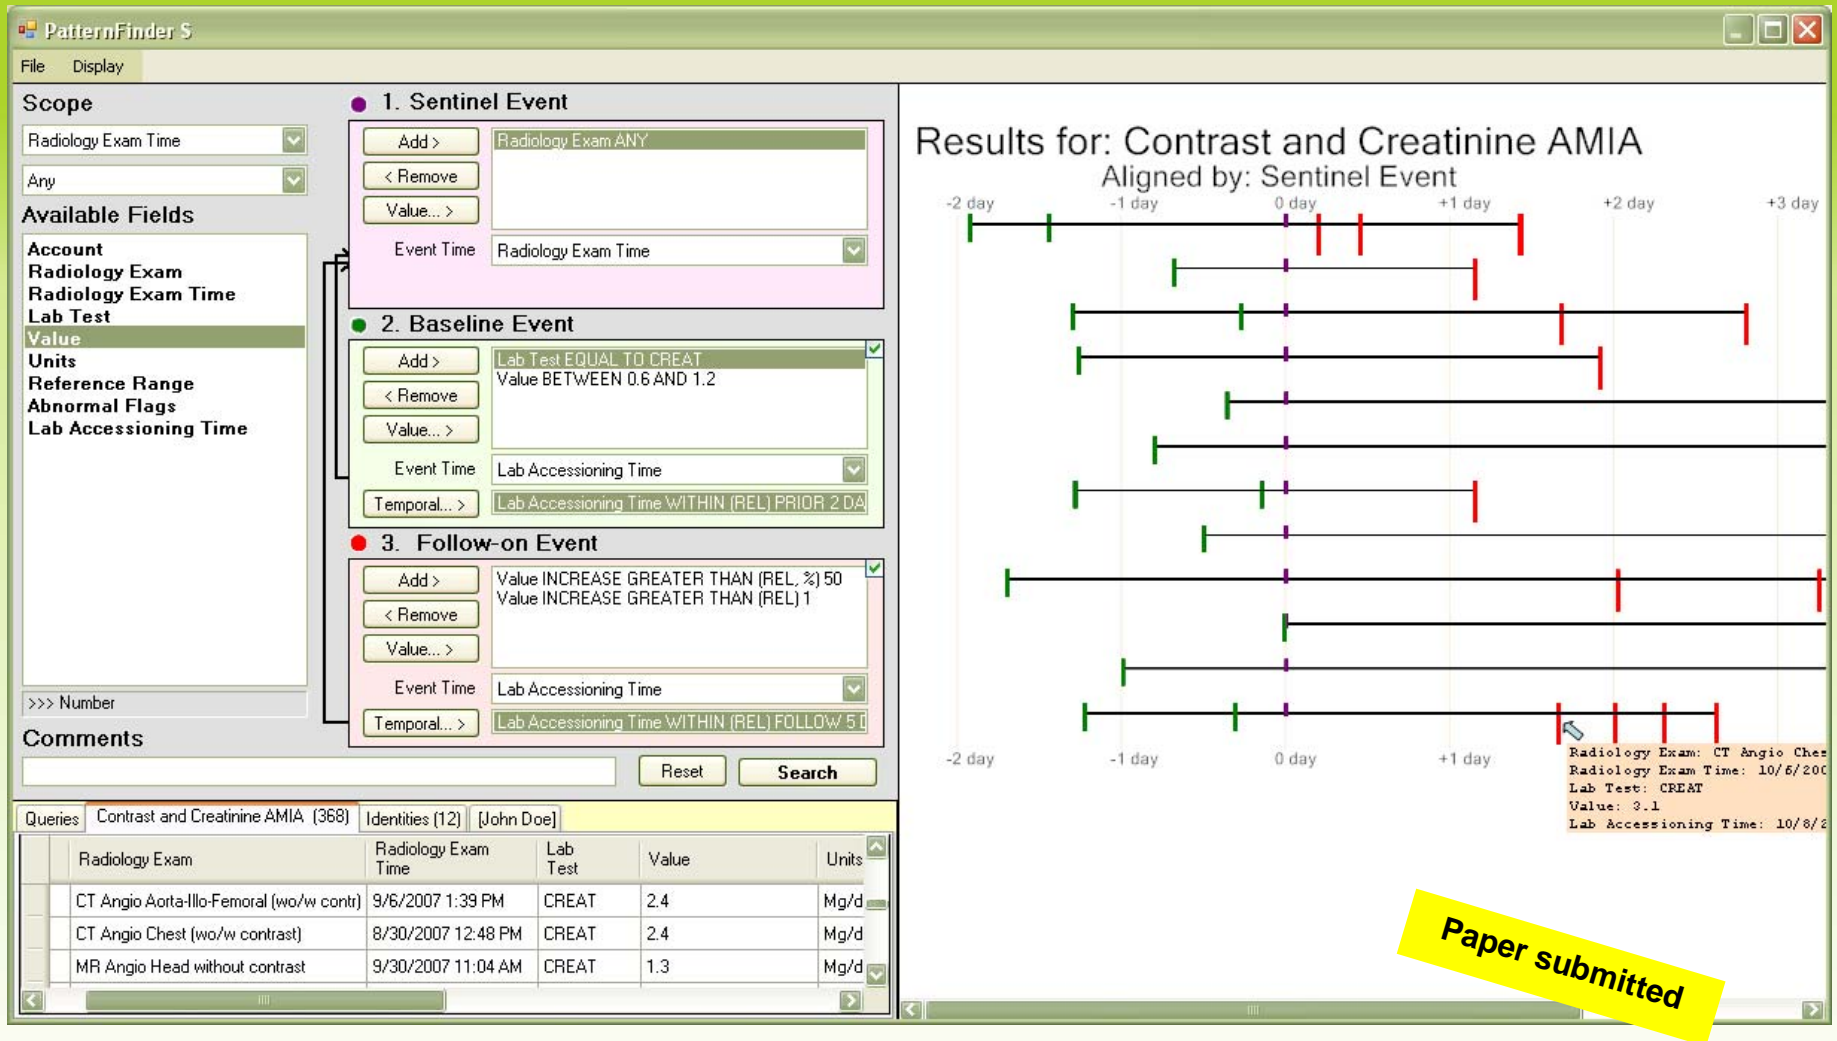 PatternFinder S
File Display
Scope
Radiology Exam Time
Any
Available Fields
Account
Radiology Exam
Radiology Exam Time
Lab Test
Value
Units
Reference Range
Abnormal Flags
Lab Accessioning Time
>>> Number
Comments
1. Sentinel Event
Add >
< Remove
Value... >
Radiology Exam ANY
Event Time
Radiology Exam Time
2. Baseline Event
Add >
< Remove
Value... >
Lab Test EQUAL TO CREAT
Value BETWEEN 0.6 AND 1.2
Event Time
Lab Accessioning Time
Temporal... >
Lab Accessioning Time WITHIN (REL) PRIOR 2 DA
3. Follow-on Event
Add >
< Remove
Value... >
Value INCREASE GREATER THAN (REL, %) 50
Value INCREASE GREATER THAN (REL) 1
Event Time
Lab Accessioning Time
Temporal... >
Lab Accessioning Time WITHIN (REL) FOLLOW 5 D
Reset
Search
Queries
Contrast and Creatinine AMIA (368)
Identities (12)
[John Doe]
Radiology Exam
Radiology Exam
Time
Lab
Test
Value
Units
CT Angio Aorta-Illo-Femoral (wo/w contr) 9/6/2007 1:39 PM CREAT 2.4 Mg/d
CT Angio Chest (wo/w contrast) 8/30/2007 12:48 PM CREAT 2.4 Mg/d
MR Angio Head without contrast 9/30/2007 11:04 AM CREAT 1.3 Mg/d
Results for: Contrast and Creatinine AMIA
Aligned by: Sentinel Event
-2 day -1 day 0 day +1 day +2 day +3 day
-2 day -1 day 0 day +1 day
Radiology Exam: CT Angio Ches
Radiology Exam Time: 10/6/200
Lab Test: CREAT
Value: 3.1
Lab Accessioning Time: 10/8/2
Paper submitted